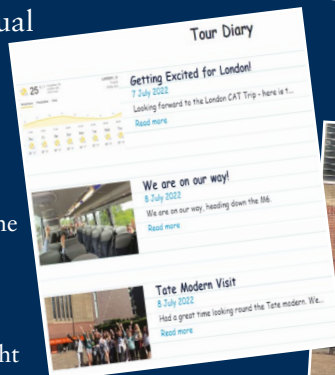 ual
Tour Diary
25
Getting Excited for London!
7 July 2022
Looking forward to the London CAT Trip - here is t...
Read more
We are on our way!
8 July 2022
We are on our way, heading down the M6.
Read more
ne
Tate Modern Visit
8 July 2022
Had a great time looking round the Tate modern. We...
Read more
ht